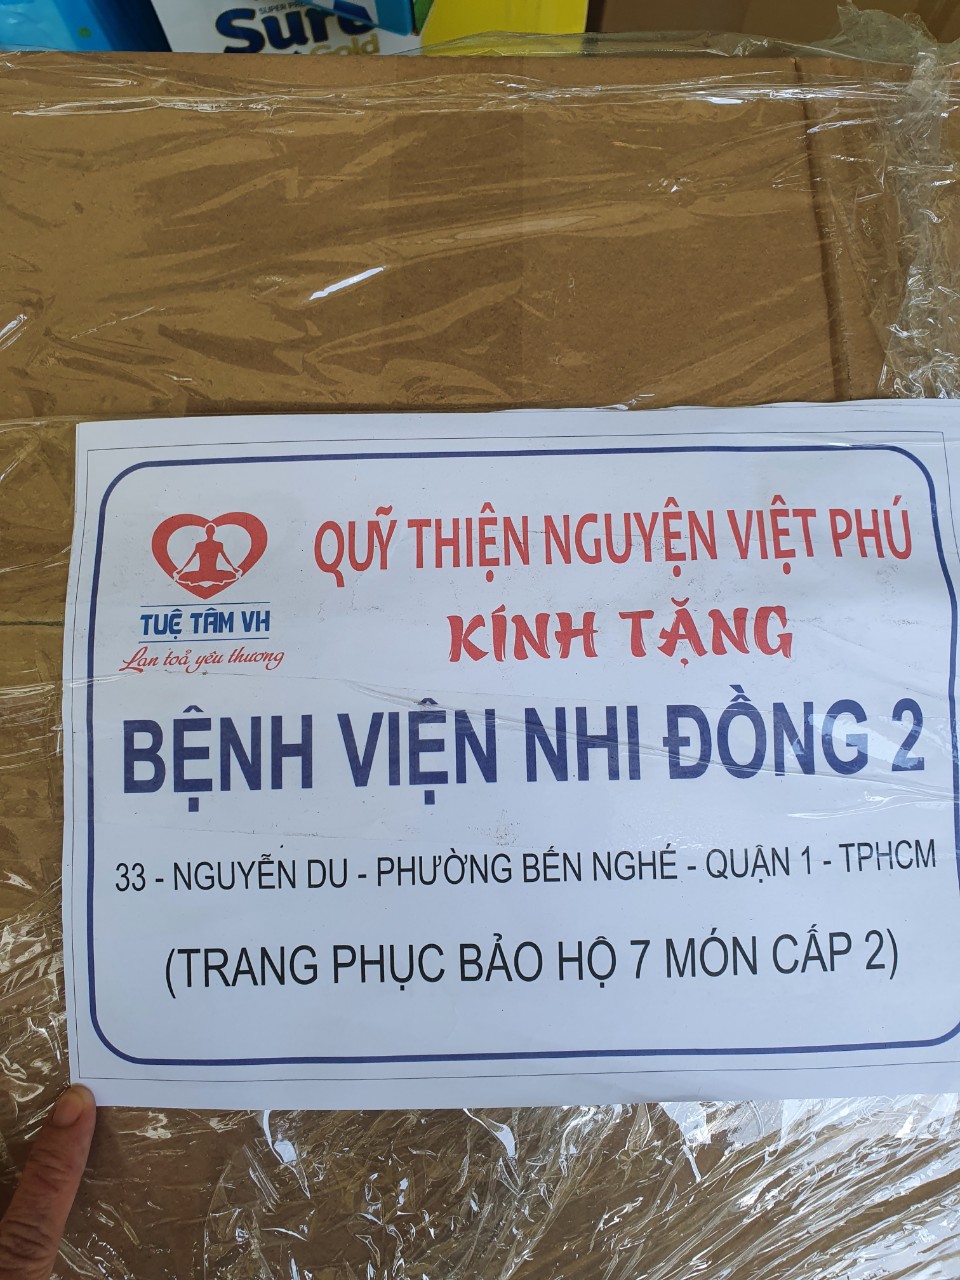 SUPER
Sure
Gold
QUỸ THIỆN NGUYỆN VIỆT PHÚ
KÍNH TẶNG
TUỆ TÂM VH
Lan toả yêu thương
BỆNH VIỆN NHI ĐỒNG 2
33 - NGUYỄN DU - PHƯỜNG BẾN NGHÉ - QUẬN 1 - TPHCM
(TRANG PHỤC BẢO HỘ 7 MÓN CẤP 2)